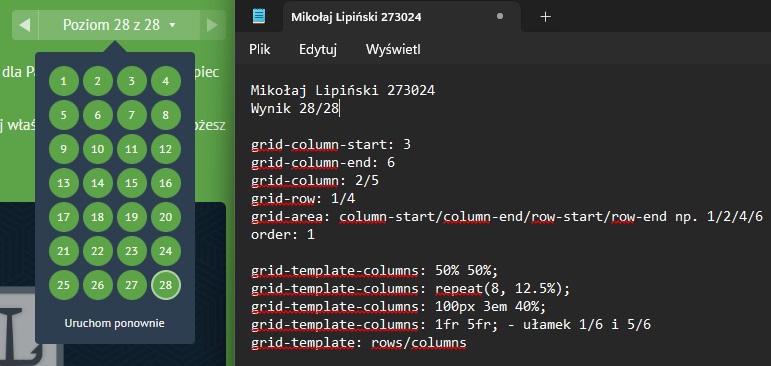 Poziom 28 z 28
dla P
piec
j właś
ożesz
1 2 3 4
5 6 7 8
9 10 11 12
13 14 15 16
17 18 19 20
21 22 23 24
25 26 27 28
Uruchom ponownie
Mikołaj Lipiński 273024
Plik Edytuj Wyświetl
Mikołaj Lipiński 273024
Wynik 28/28
grid-column-start: 3
grid-column-end: 6
grid-column: 2/5
grid-row: 1/4
grid-area: column-start/column-end/row-start/row-end np. 1/2/4/6
order: 1
grid-template-columns: 50% 50%;
grid-template-columns: repeat(8, 12.5%);
grid-template-columns: 100px 3em 40%;
grid-template-columns: 1fr 5fr; - ułamek 1/6 i 5/6
grid-template: rows/columns